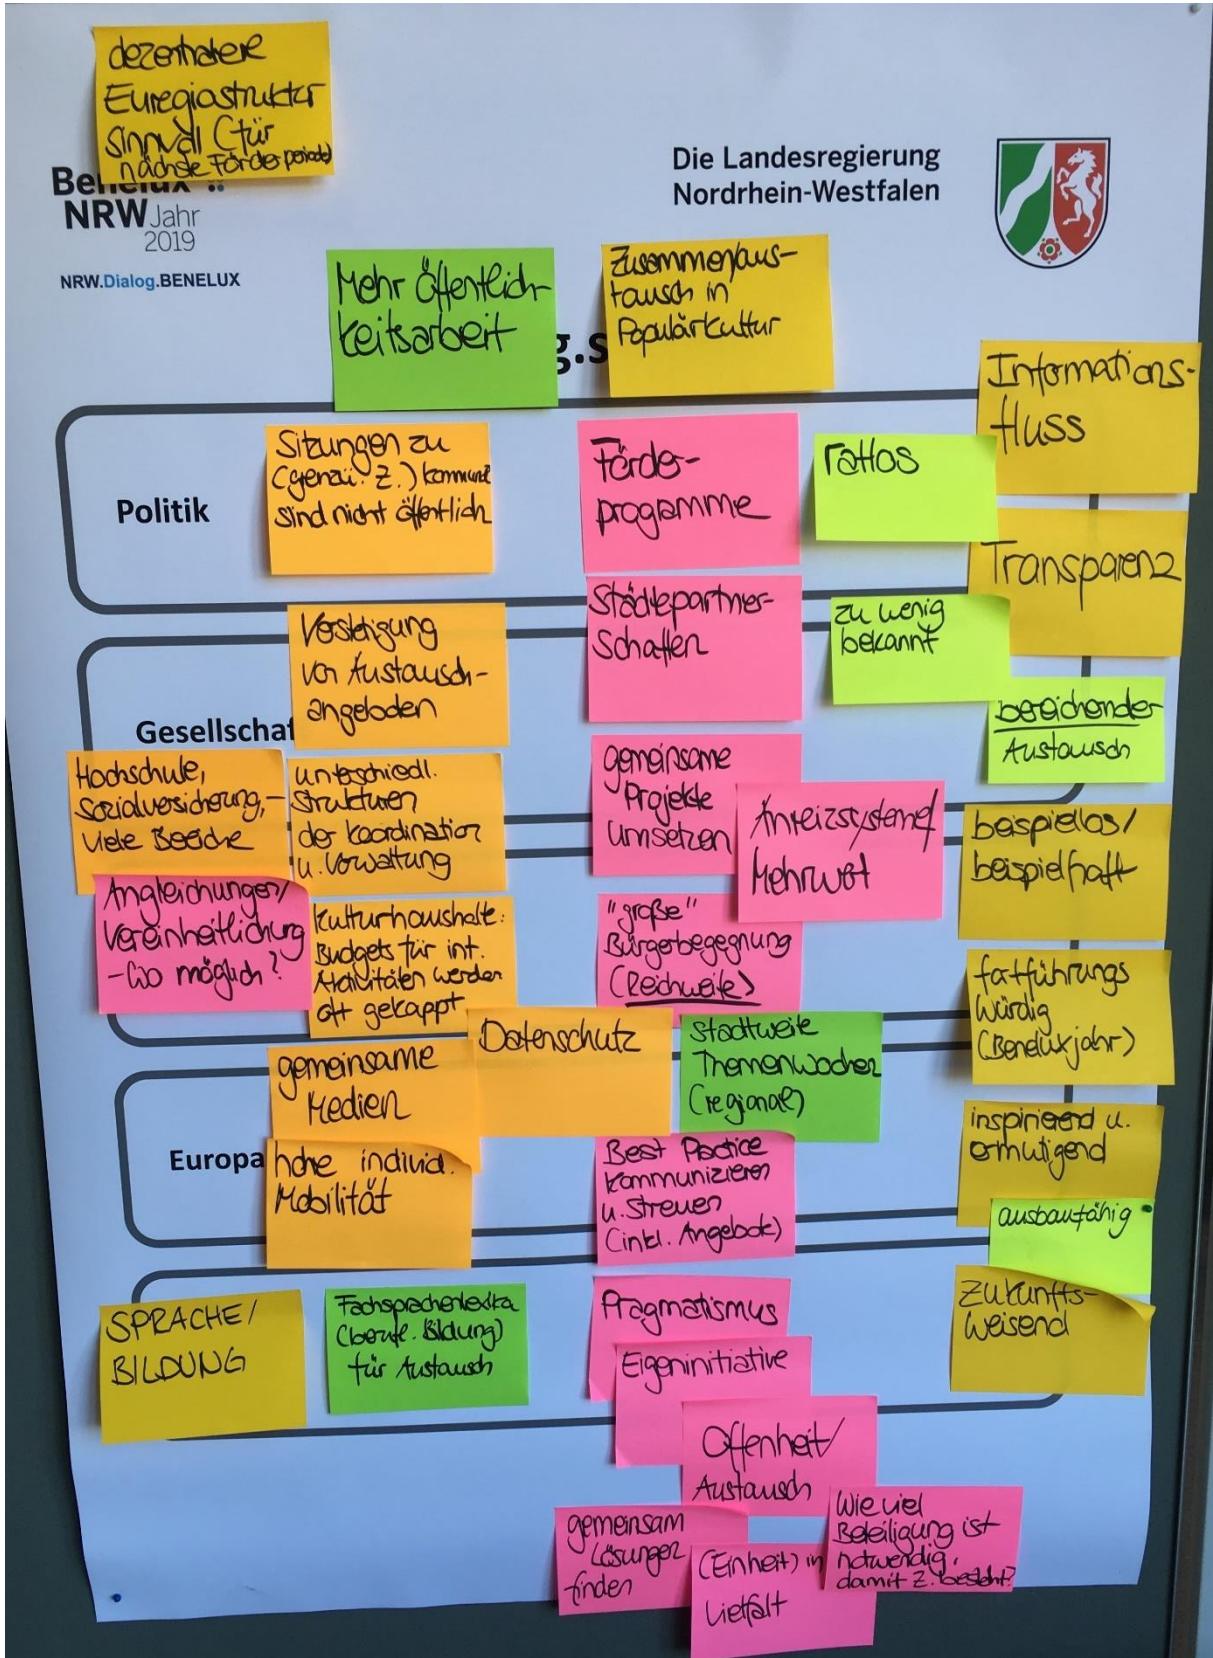 dezentralere
Euregiostruktur
sinnvoll (für
nächste Förderperiode)
Benelux
NRW Jahr
2019
NRW.Dialog.BENELUX
Die Landesregierung
Nordrhein-Westfalen
Mehr Öffentlich-
keitsarbeit
Zusammen/aus-
tausch in
Populärkultur
g.s
Informations-
fluss
Politik
Sitzungen zu
(grenzü. Z.) kommunal
sind nicht öffentlich
Förder-
programme
ratlos
Transparenz
Verstetigung
von Austausch-
angeboten
Städtepartner-
schaften
zu wenig
bekannt
bereichernder
Austausch
Gesellschaf
Hochschule,
Sozialversicherung,-
viele Bereiche
unterschiedl.
Strukturen
der Koordination
u. Verwaltung
gemeinsame
Projekte
umsetzen
Anreizsysteme/
Mehrwert
beispiellos/
beispielhaft
Angleichungen/
Vereinheitlichung
- wo möglich?
Kulturhaushalte:
Budgets für int.
Aktivitäten werden
oft gekappt
"große"
Bürgerbegegnung
(Reichweite)
fortführungs
würdig
(Beneluxjahr)
gemeinsame
Medien
Datenschutz
stadtweite
Themenwochen
(regional)
Europa
hohe individ.
Mobilität
Best Practice
kommunizieren
u. streuen
(inkl. Angebote)
inspirierend u.
ermutigend
ausbaufähig
SPRACHE/
BILDUNG
Fachsprachenlexika
(berufl. Bildung)
für Austausch
Pragmatismus
Eigeninitiative
Zukunfts-
weisend
Offenheit/
Austausch
gemeinsam
Lösungen
finden
(Einheit) in
Vielfalt
Wie viel
Beteiligung ist
notwendig,
damit Z. besteht?